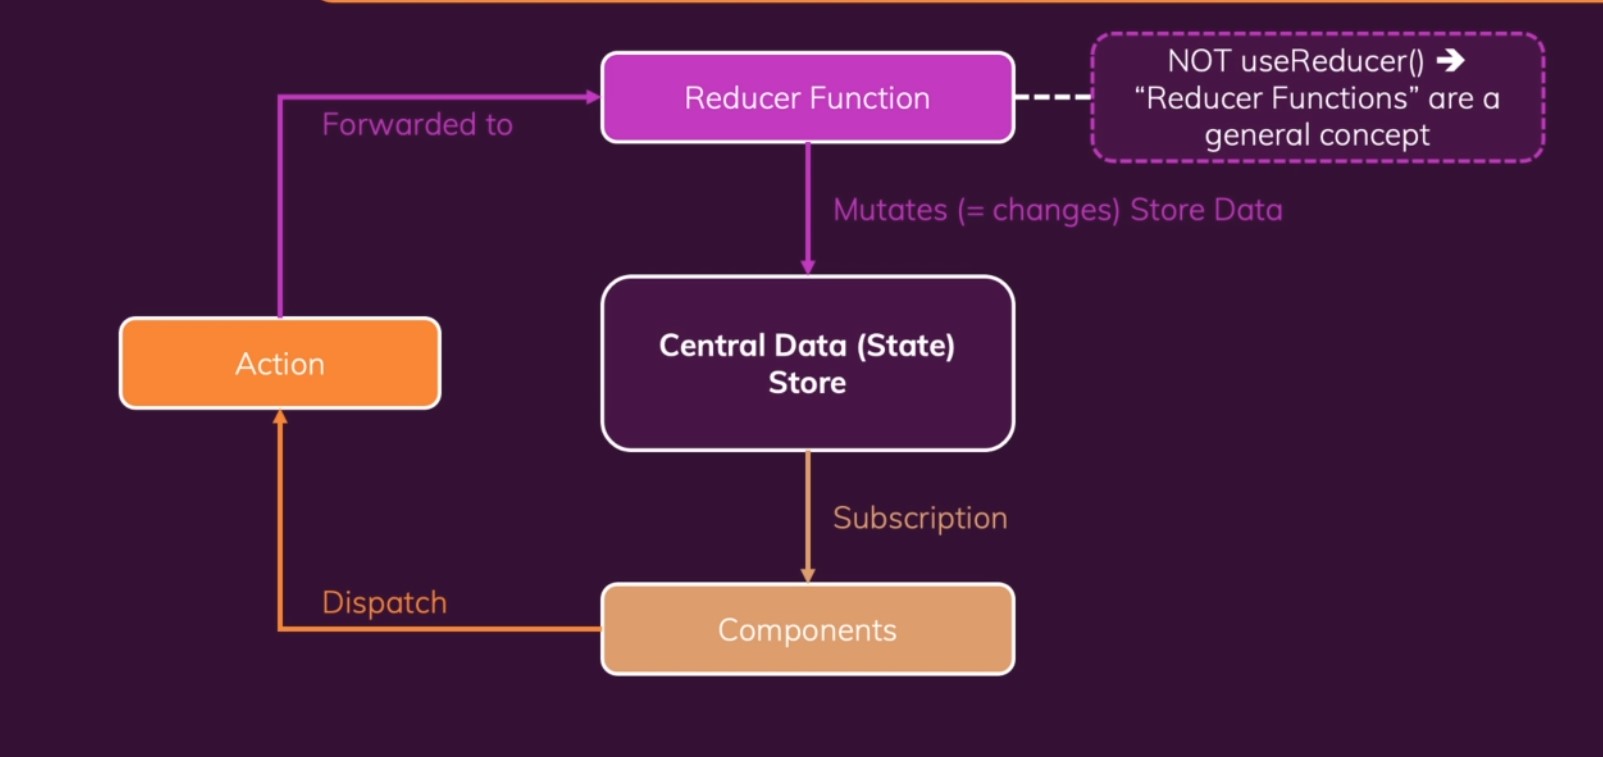 Reducer Function
NOT useReducer() ➔
“Reducer Functions” are a
general concept
Forwarded to
Mutates (= changes) Store Data
Action
Central Data (State)
Store
Subscription
Dispatch
Components